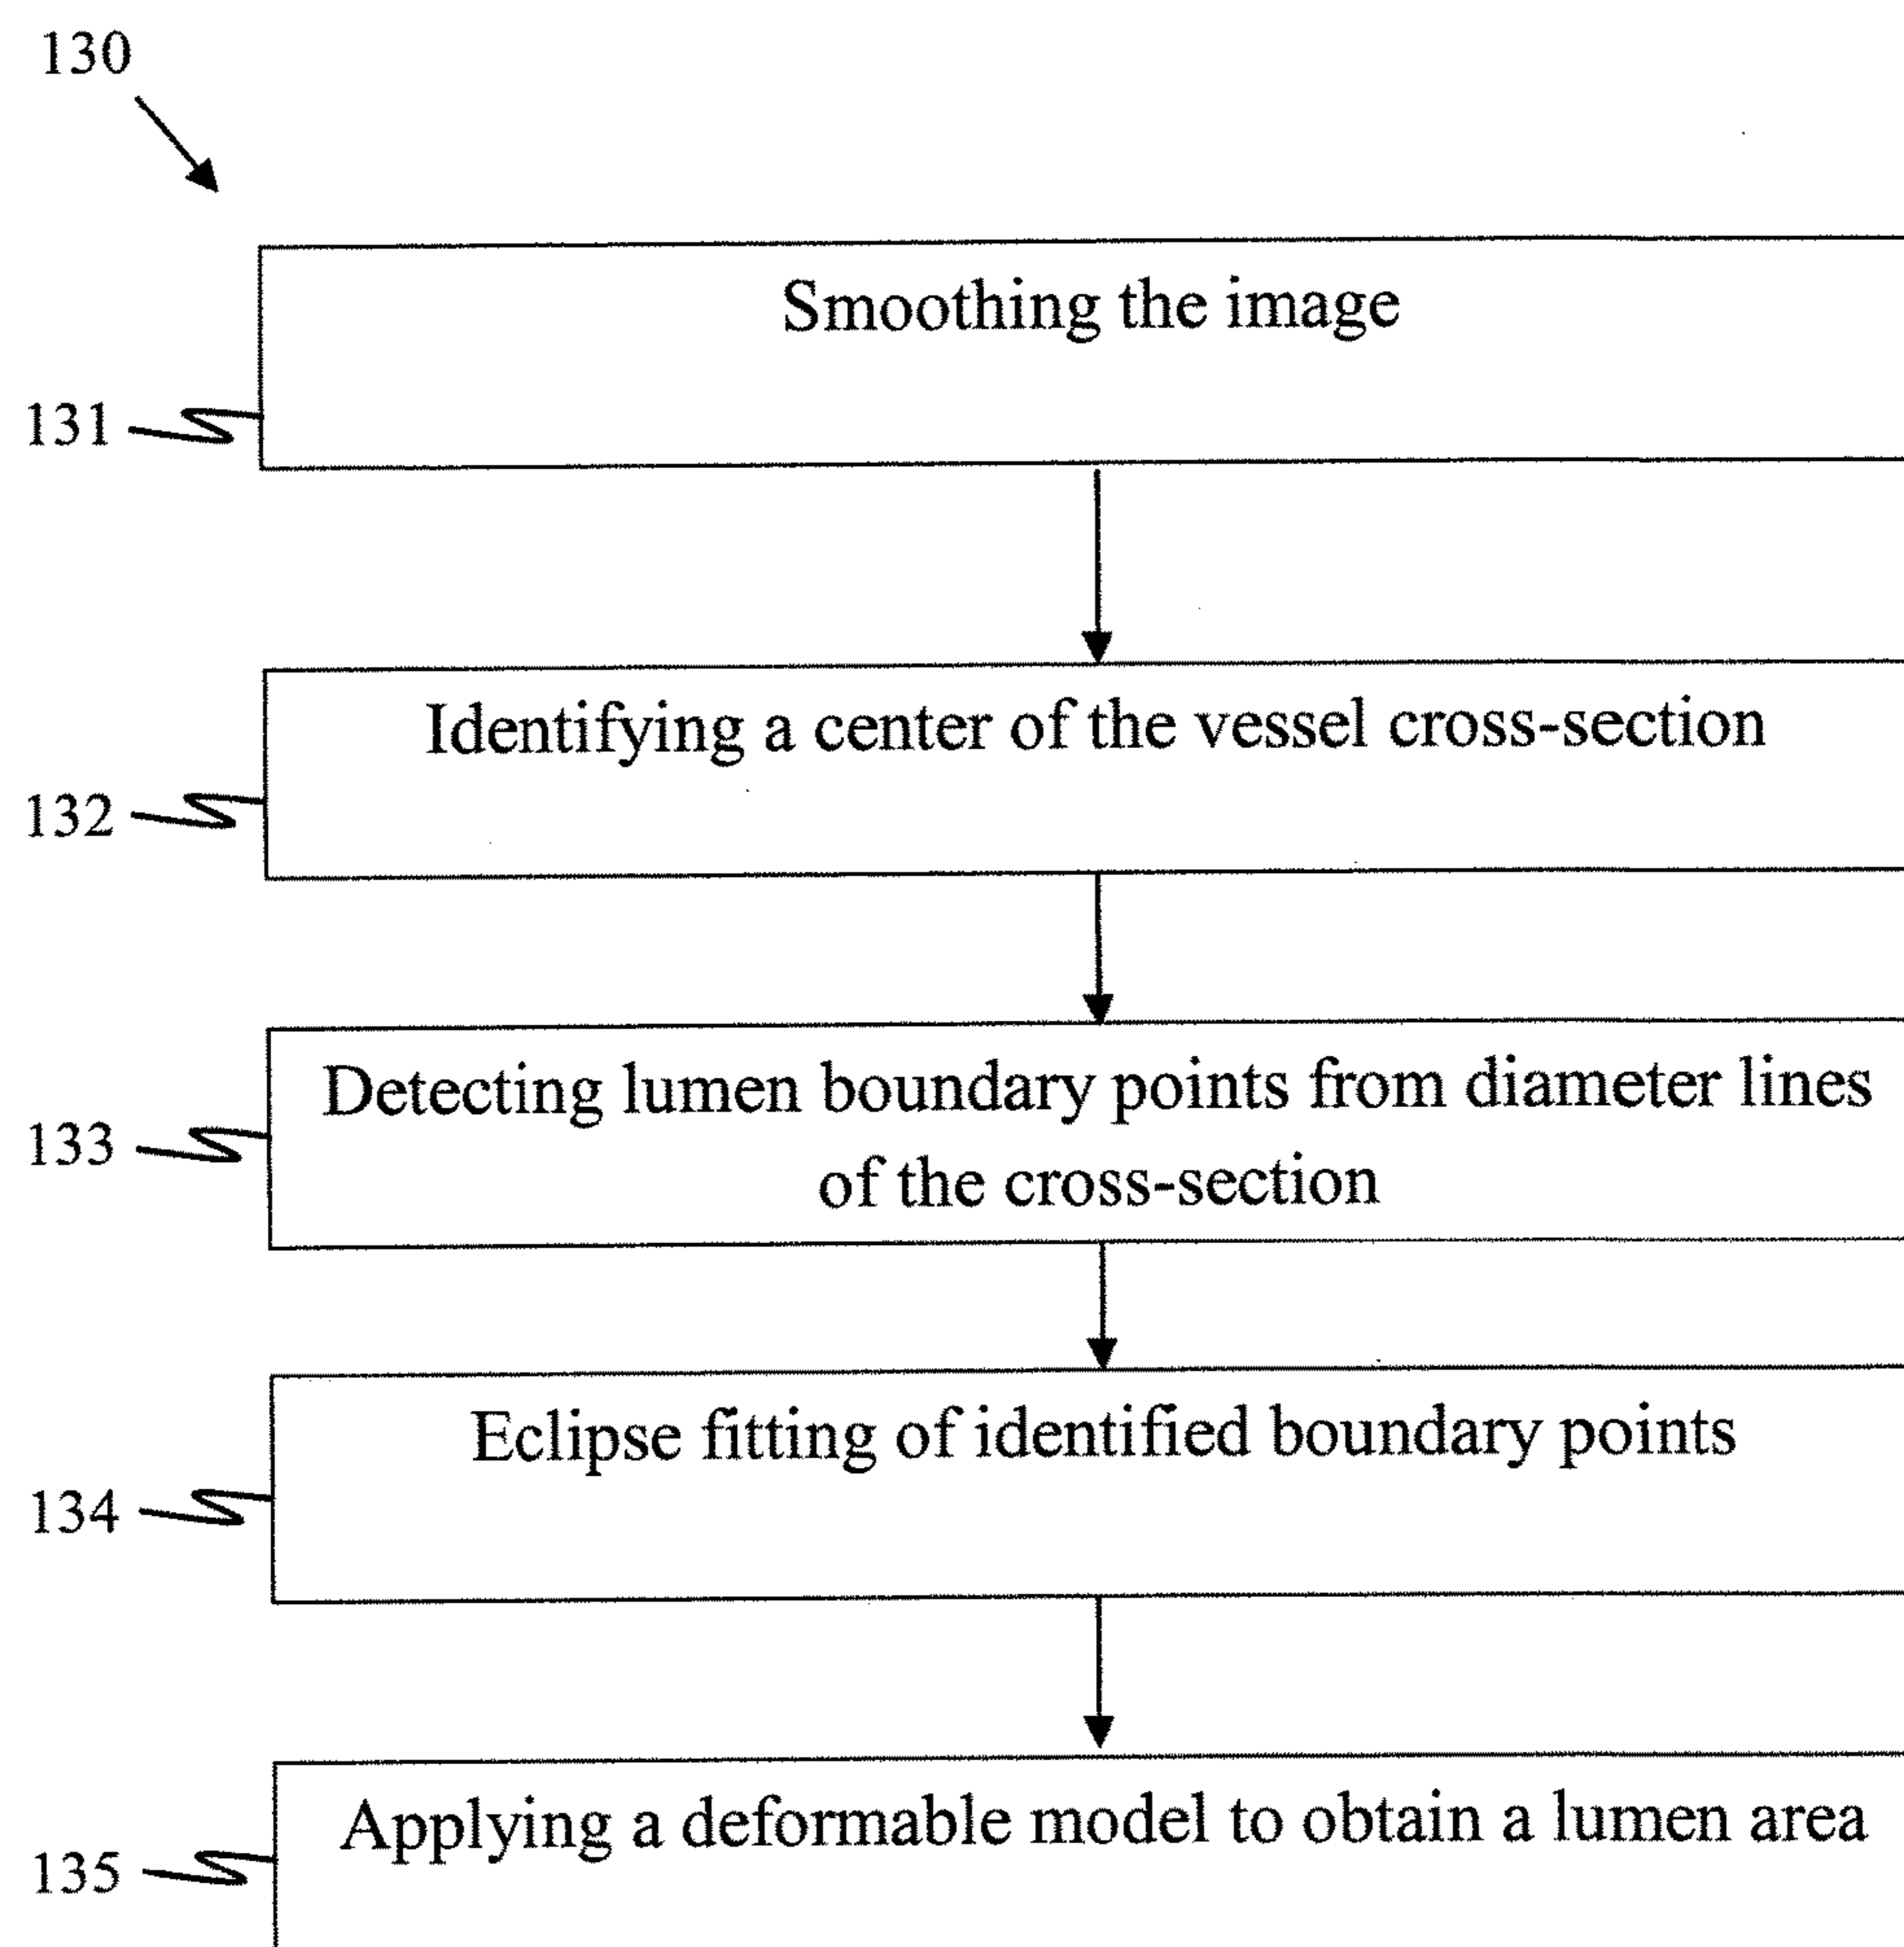 130
Smoothing the image
131
Identifying a center of the vessel cross-section
132
Detecting lumen boundary points from diameter lines
of the cross-section
133
Eclipse fitting of identified boundary points
134
Applying a deformable model to obtain a lumen area
135